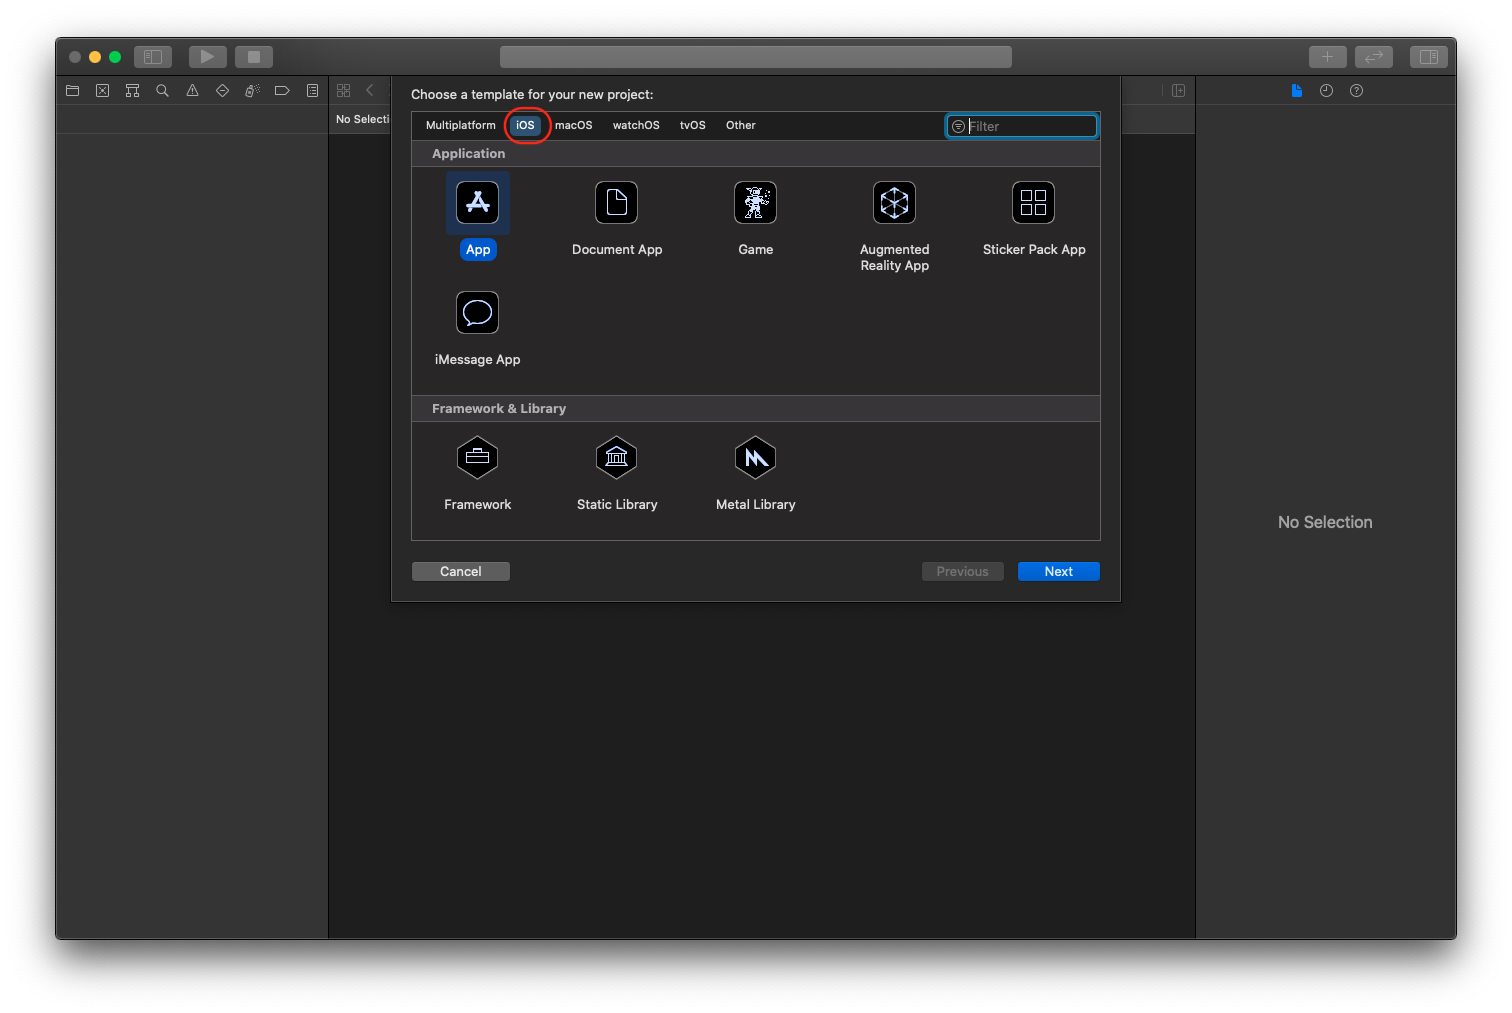 Choose a template for your new project:
No Selecti
Multiplatform iOS macOS watchOS tvOS Other
Filter
Application
App
Document App
Game
Augmented
Reality App
Sticker Pack App
iMessage App
Framework & Library
Framework
Static Library
Metal Library
No Selection
Cancel
Previous
Next